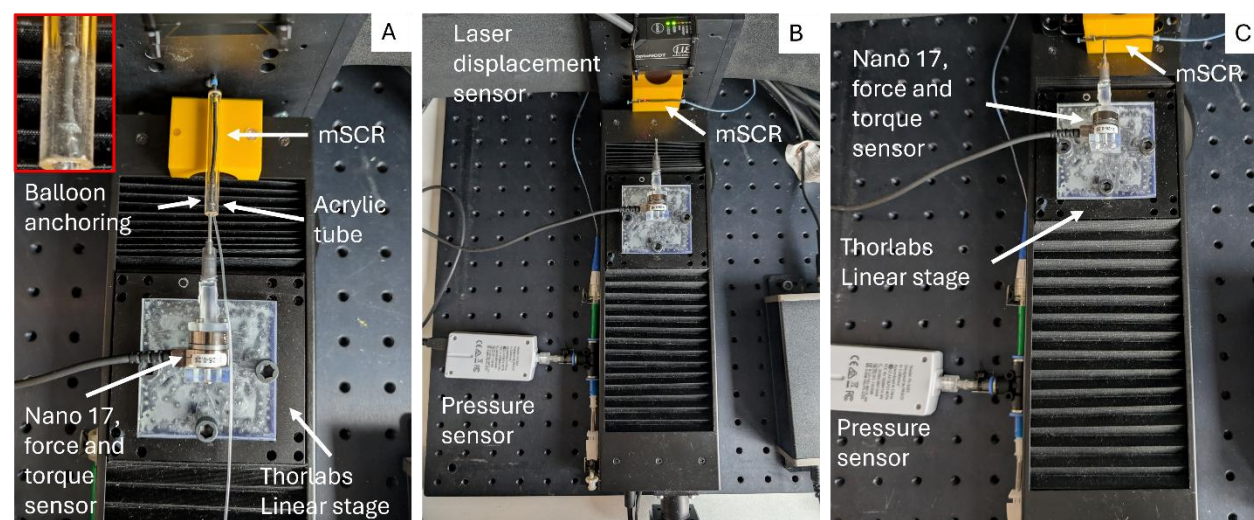 A
mSCR
Balloon
anchoring
Acrylic
tube
Nano 17,
force and
torque
sensor
Thorlabs
Linear stage
B
Laser
displacement
sensor
mSCR
Pressure
sensor
C
Nano 17,
force and
torque
sensor
mSCR
Thorlabs
Linear stage
Pressure
sensor